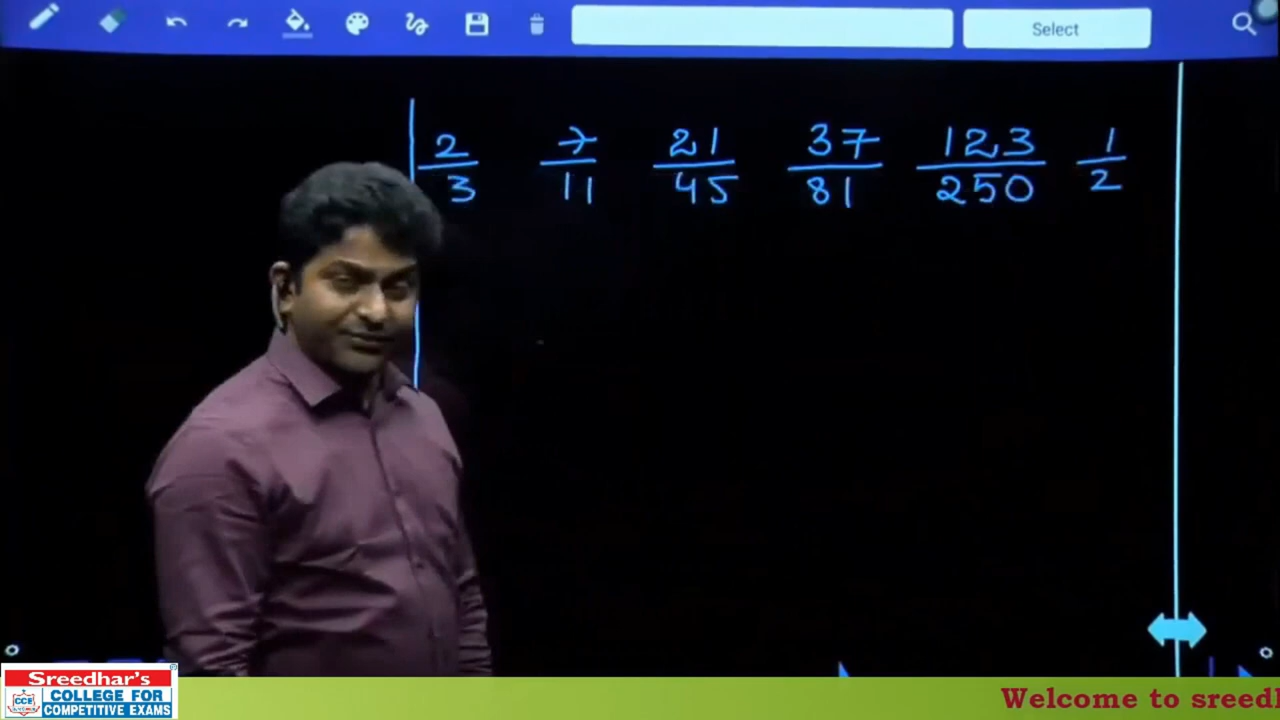 Select
2/3 7/11 21/45 37/81 123/250 1/2
Sreedhar's
CCE
COLLEGE FOR
COMPETITIVE EXAMS
Welcome to sreedh